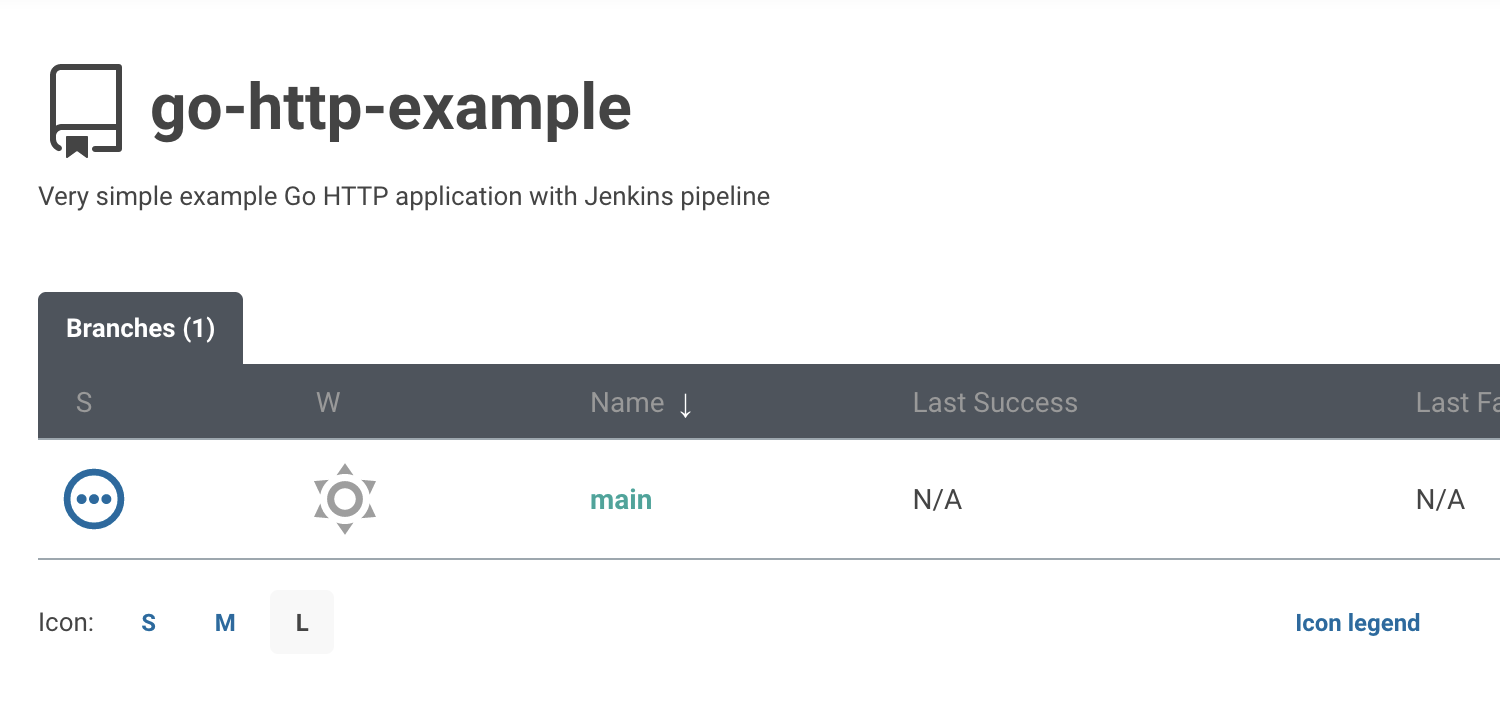 go-http-example
Very simple example Go HTTP application with Jenkins pipeline
Branches (1)
S W Name ↓ Last Success Last Fa
main N/A N/A
Icon: S M L Icon legend